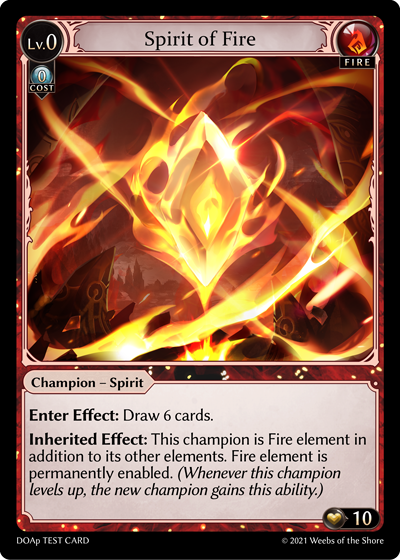 Lv.0
Spirit of Fire
FIRE
0
COST
Champion – Spirit
Enter Effect: Draw 6 cards.
Inherited Effect: This champion is Fire element in
addition to its other elements. Fire element is
permanently enabled. (Whenever this champion
levels up, the new champion gains this ability.)
10
DOAp TEST CARD
© 2021 Weebs of the Shore